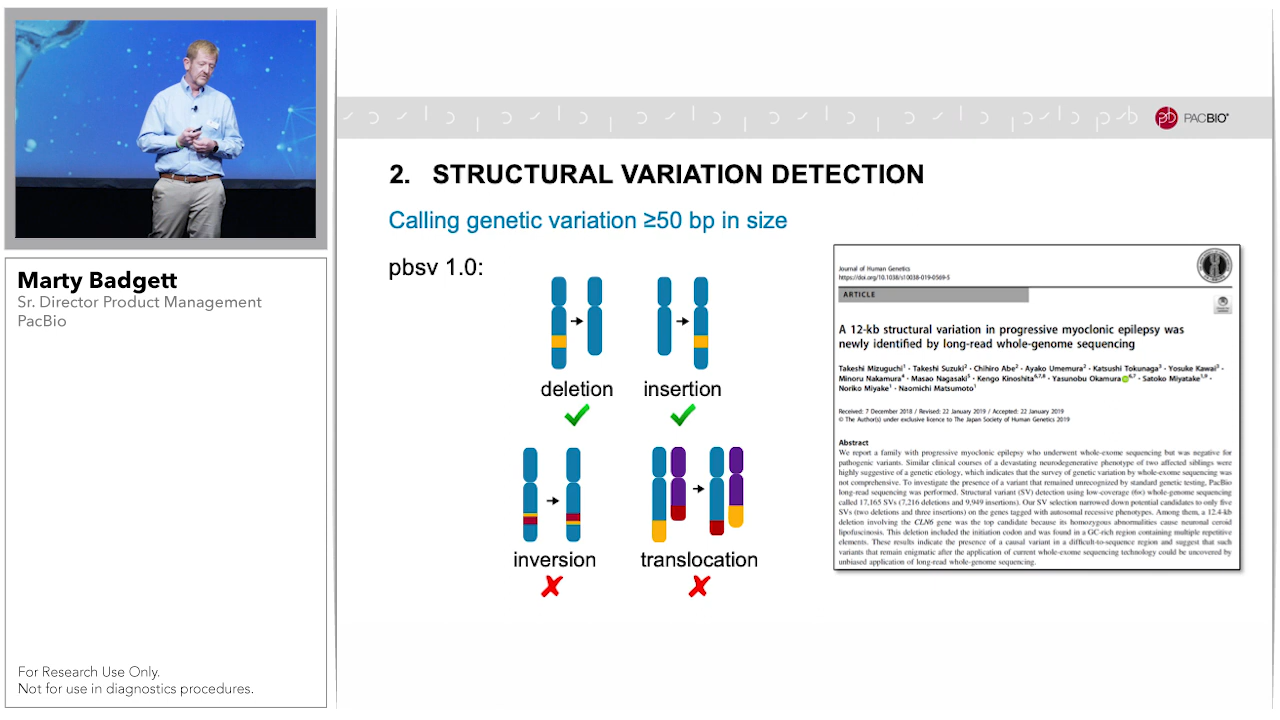 Marty Badgett
Sr. Director Product Management
PacBio
For Research Use Only.
Not for use in diagnostics procedures.
PACBIO®
2. STRUCTURAL VARIATION DETECTION
Calling genetic variation ≥50 bp in size
pbsv 1.0:
deletion
insertion
inversion
translocation
Journal of Human Genetics
https://doi.org/10.1038/s10038-019-0569-5
ARTICLE
A 12-kb structural variation in progressive myoclonic epilepsy was
newly identified by long-read whole-genome sequencing
Takeshi Mizuguchi1 · Takeshi Suzuki2 · Chihiro Abe2 · Ayako Umemura2 · Katsushi Tokunaga3 · Yosuke Kawai3 ·
Minoru Nakamura4 · Masao Nagasaki5 · Kengo Kinoshita6,7,8 · Yasunobu Okamura6,7 · Satoko Miyatake1,9 ·
Noriko Miyake1 · Naomichi Matsumoto1
Received: 7 December 2018 / Revised: 22 January 2019 / Accepted: 22 January 2019
© The Author(s) under exclusive licence to The Japan Society of Human Genetics 2019
Abstract
We report a family with progressive myoclonic epilepsy who underwent whole-exome sequencing but was negative for
pathogenic variants. Similar clinical courses of a devastating neurodegenerative phenotype of two affected siblings were
highly suggestive of a genetic etiology, which indicates that the survey of genetic variation by whole-exome sequencing was
not comprehensive. To investigate the presence of a variant that remained unrecognized by standard genetic testing, PacBio
long-read sequencing was performed. Structural variant (SV) detection using low-coverage (6×) whole-genome sequencing
called 17,165 SVs (7,216 deletions and 9,949 insertions). Our SV selection narrowed down potential candidates to only five
SVs (two deletions and three insertions) on the genes tagged with autosomal recessive phenotypes. Among them, a 12.4-kb
deletion involving the CLN6 gene was the top candidate because its homozygous abnormalities cause neuronal ceroid
lipofuscinosis. This deletion included the initiation codon and was found in a GC-rich region containing multiple repetitive
elements. These results indicate the presence of a causal variant in a difficult-to-sequence region and suggest that such
variants that remain enigmatic after the application of current whole-exome sequencing technology could be uncovered by
unbiased application of long-read whole-genome sequencing.